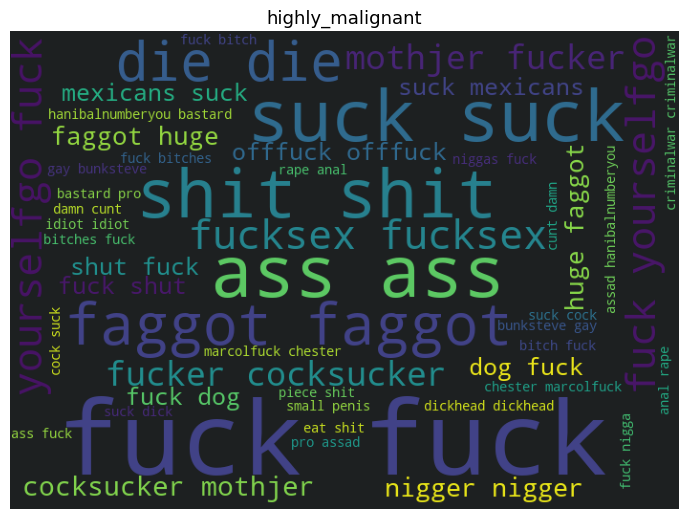 highly_malignant
fuck bitch
die die
mothjer fucker
mexicans suck
suck mexicans
hanibalnumberyou bastard
suck suck
faggot huge
fuck bitches
offfuck offfuck
niggas fuck
gay bunksteve
rape anal
shit shit
bastard pro
damn cunt
idiot idiot
bitches fuck
fucksex fucksex
shut fuck
fuck shut
ass ass
faggot faggot
suck cock
bunksteve gay
bitch fuck
marcolfuck chester
fucker cocksucker
dog fuck
chester marcolfuck
fuck dog
piece shit
small penis
dickhead dickhead
suck dick
eat shit
pro assad
ass fuck
fuck fuck
cocksucker mothjer
nigger nigger
yourselfgo fuck
cock suck
cunt damn
huge faggot
assad hanibalnumberyou
fuck nigga
fuck yourselfgo
criminalwar criminalwar
anal rape